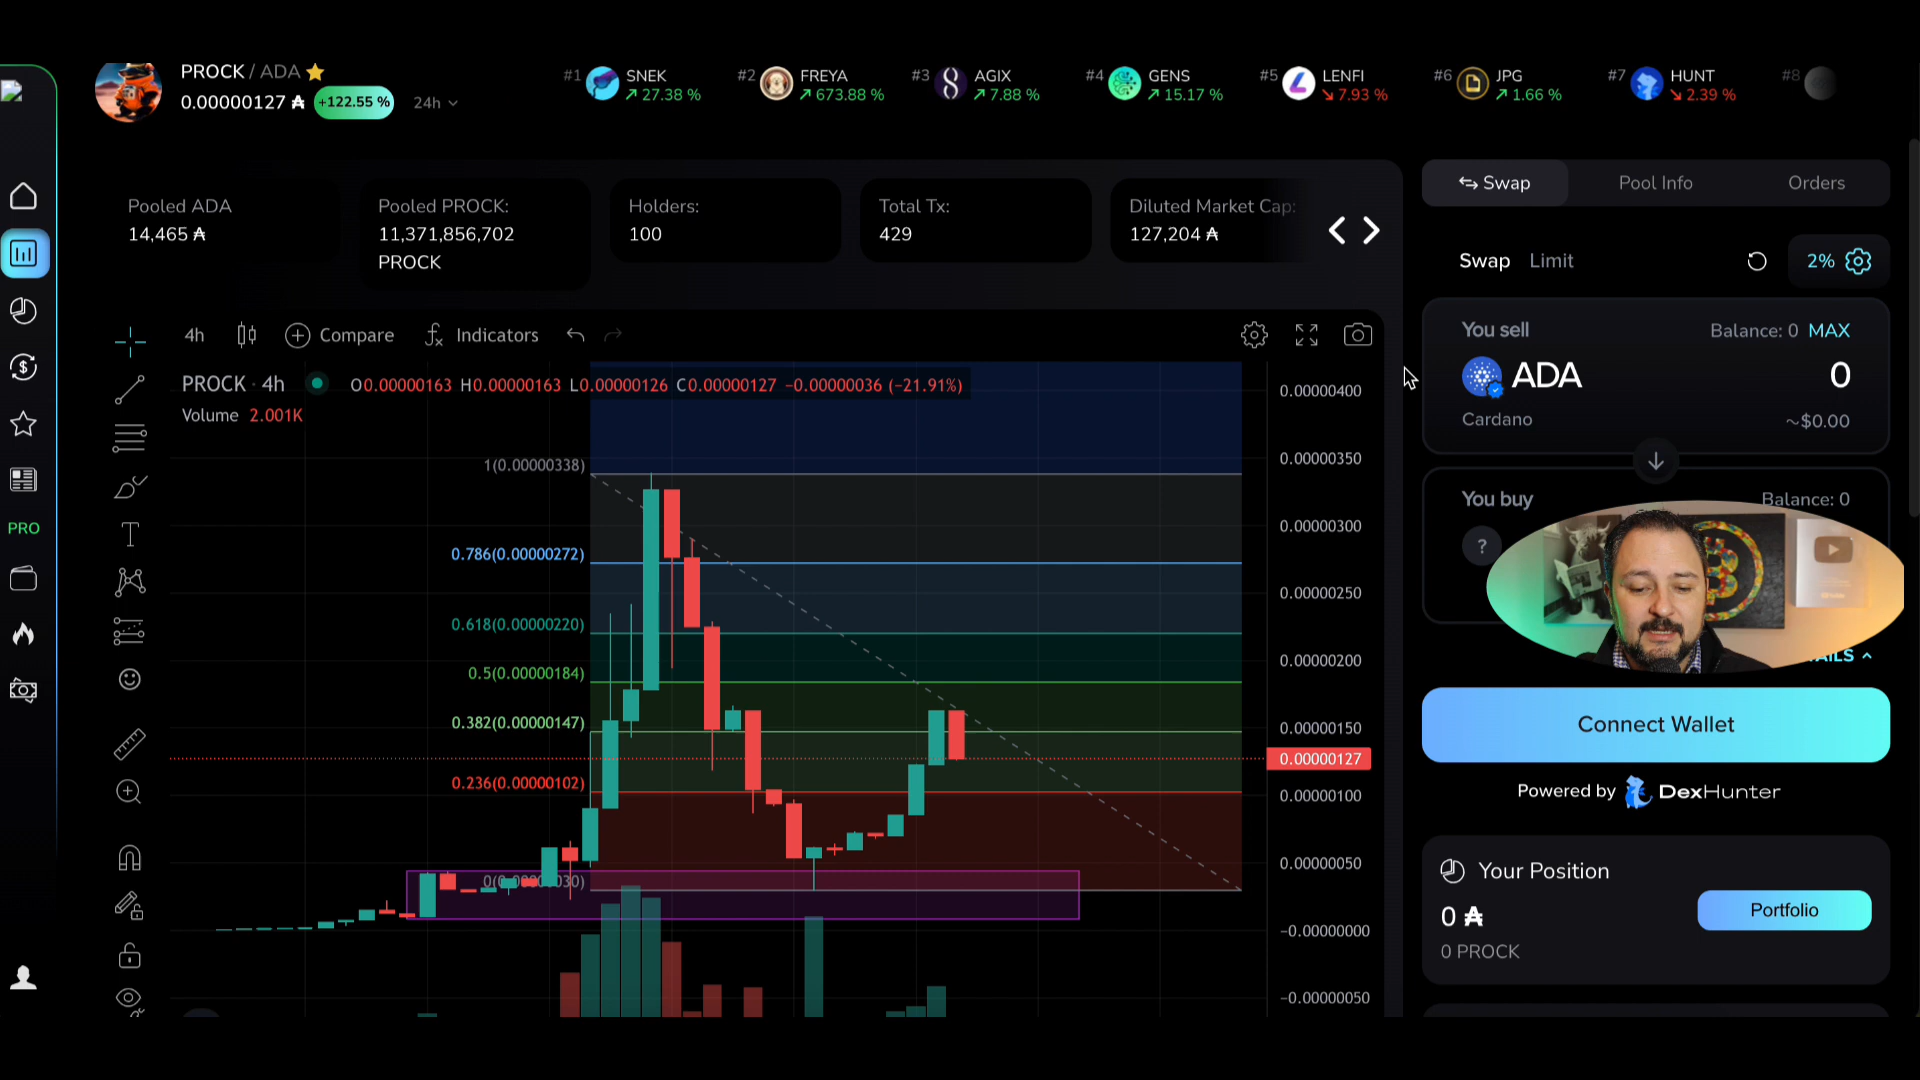 PROCK / ADA
0.00000127 ₳ +122.55 % 24h
#1 SNEK 27.38 %
#2 FREYA 673.88 %
#3 AGIX 7.88 %
#4 GENS 15.17 %
#5 LENFI 7.93 %
#6 JPG 1.66 %
#7 HUNT 2.39 %
#8
PRO
Pooled ADA
14,465 ₳
Pooled PROCK:
11,371,856,702
PROCK
Holders:
100
Total Tx:
429
Diluted Market Cap:
127,204 ₳
4h Compare Indicators
PROCK · 4h O0.00000163 H0.00000163 L0.00000126 C0.00000127 −0.00000036 (−21.91%)
Volume 2.001K
1(0.00000338)
0.786(0.00000272)
0.618(0.00000220)
0.5(0.00000184)
0.382(0.00000147)
0.236(0.00000102)
0.00000400
0.00000350
0.00000300
0.00000250
0.00000200
0.00000150
0.00000127
0.00000100
0.00000050
−0.00000000
−0.00000050
Swap Pool Info Orders
Swap Limit 2%
You sell Balance: 0 MAX
ADA 0
Cardano ~$0.00
You buy Balance: 0
?
Connect Wallet
Powered by DexHunter
Your Position
0 ₳
0 PROCK
Portfolio